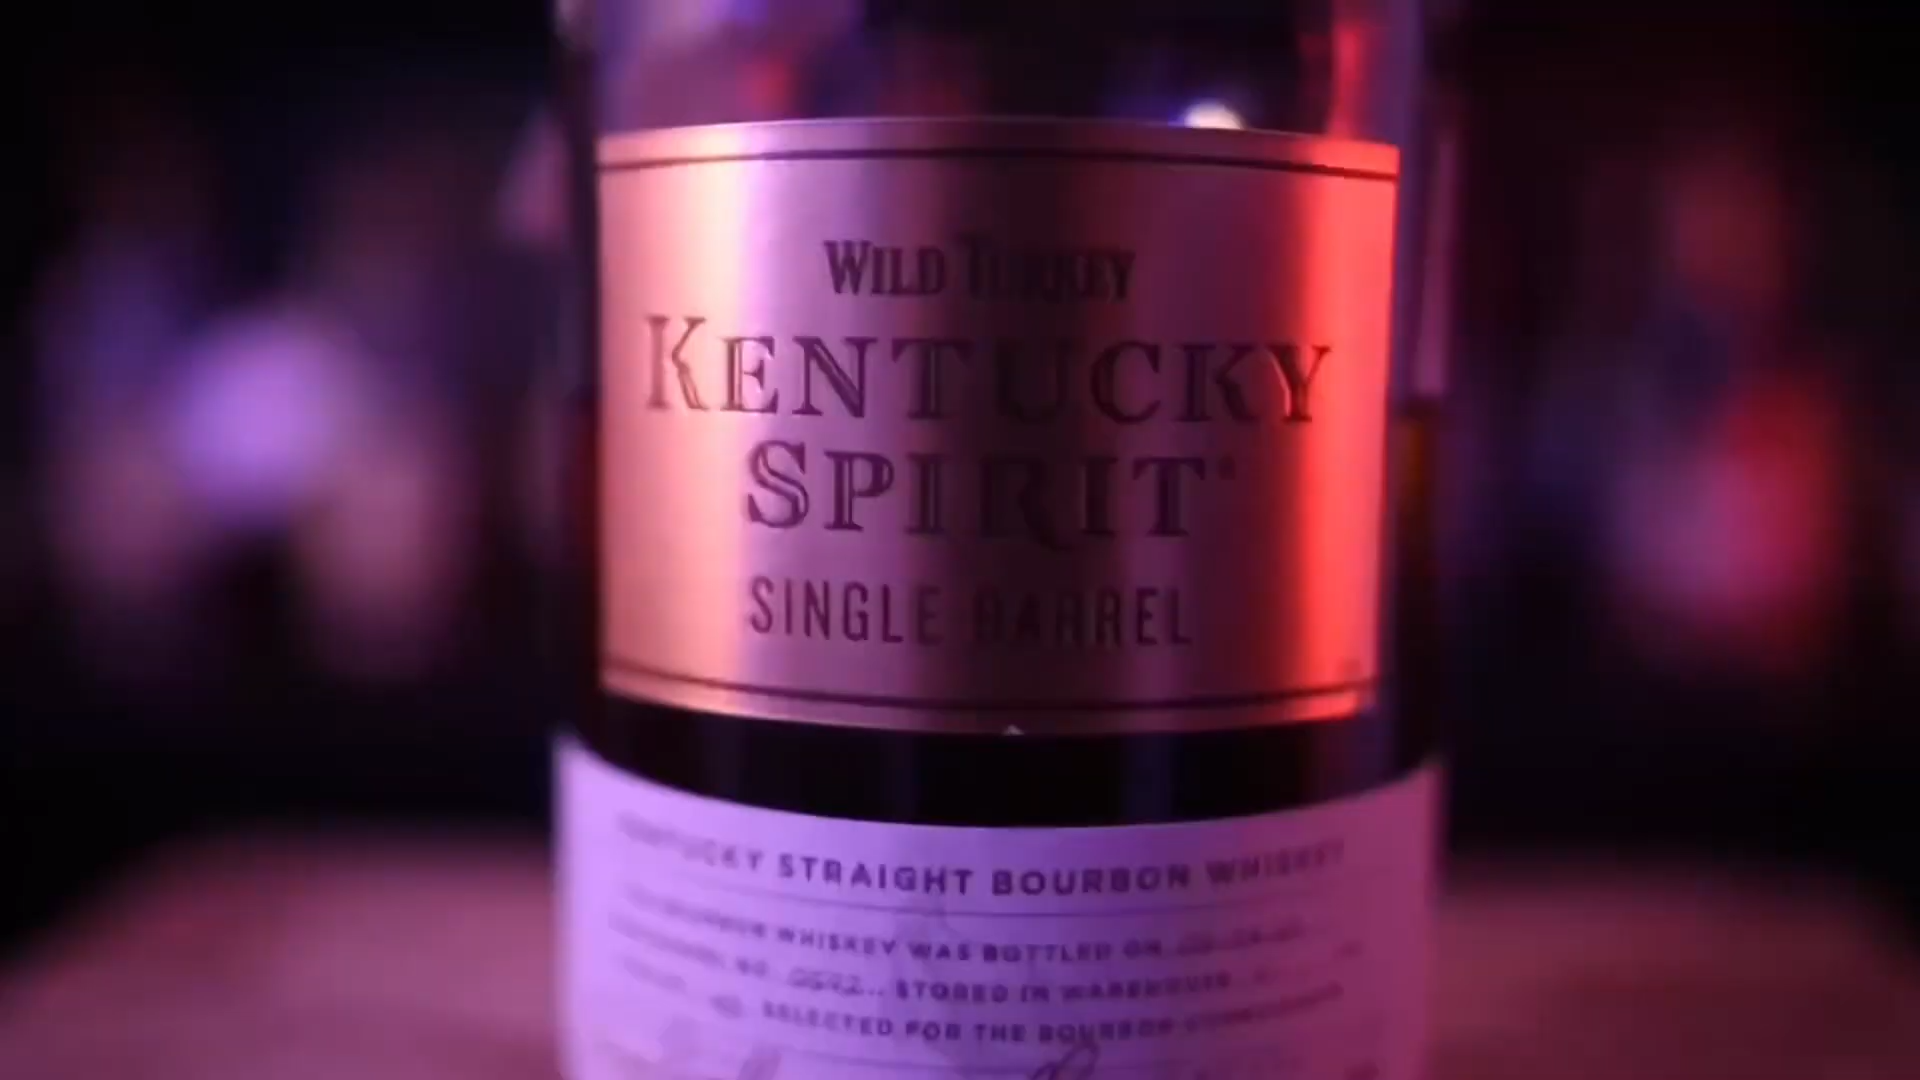 WILD TURKEY
KENTUCKY
SPIRIT®
SINGLE BARREL
KENTUCKY STRAIGHT BOURBON WHISKEY
BOURBON WHISKEY WAS BOTTLED ON
STORED IN WAREHOUSE
SELECTED FOR THE BOURBON